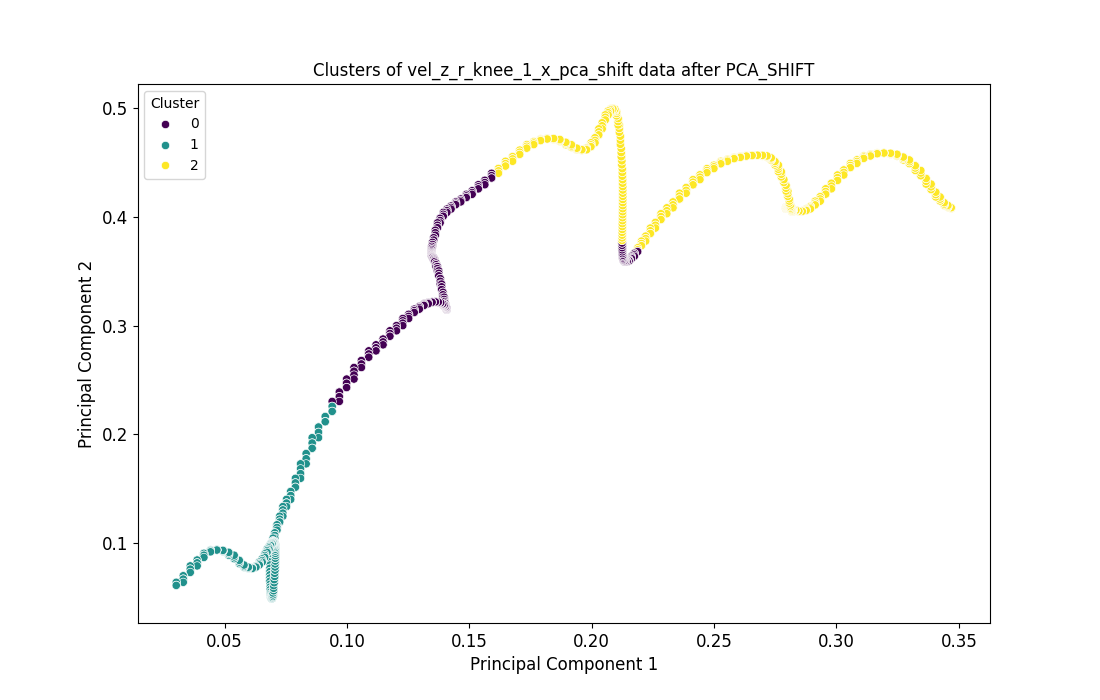 Clusters of vel_z_r_knee_1_x_pca_shift data after PCA_SHIFT
Cluster
0
1
2
Principal Component 2
0.5
0.4
0.3
0.2
0.1
0.05 0.10 0.15 0.20 0.25 0.30 0.35
Principal Component 1